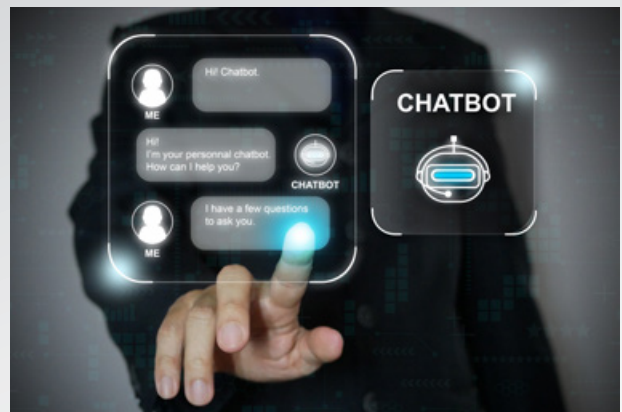 Hi! Chatbot.
ME
Hi!
I'm your personnal chatbot.
How can I help you?
CHATBOT
I have a few questions
to ask you.
ME
CHATBOT